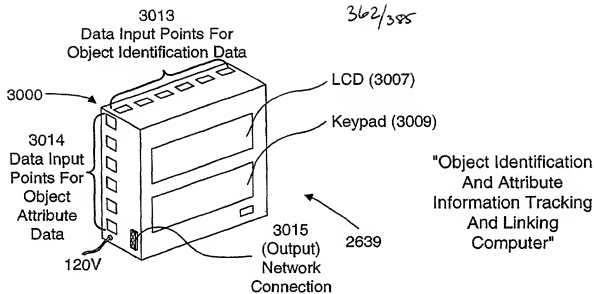 362/385
3013
Data Input Points For
Object Identification Data
LCD (3007)
3000
Keypad (3009)
3014
Data Input
Points For
Object
Attribute
Data
"Object Identification
And Attribute
Information Tracking
And Linking
Computer"
3015
(Output)
Network
Connection
2639
120V